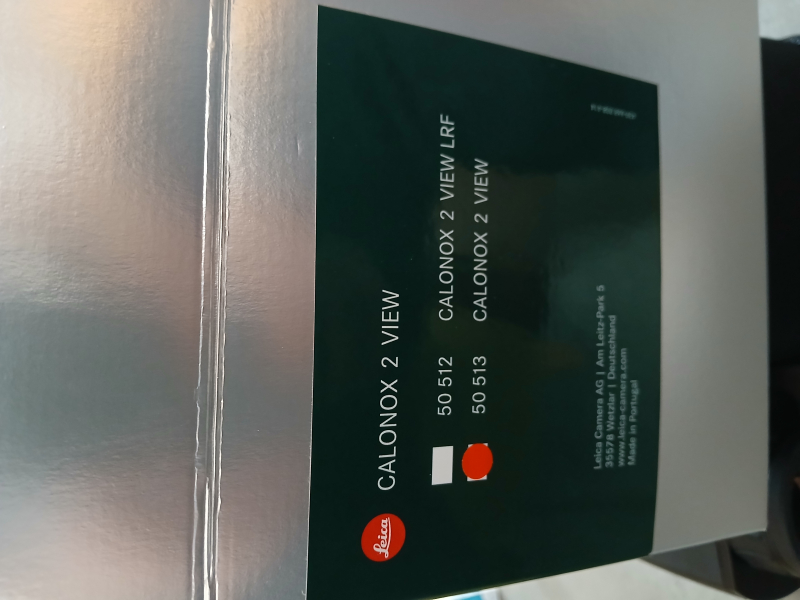 Leica CALONOX 2 VIEW
50 512 CALONOX 2 VIEW LRF
50 513 CALONOX 2 VIEW
Leica Camera AG | Am Leitz-Park 5
35578 Wetzlar | Deutschland
www.leica-camera.com
Made in Portugal